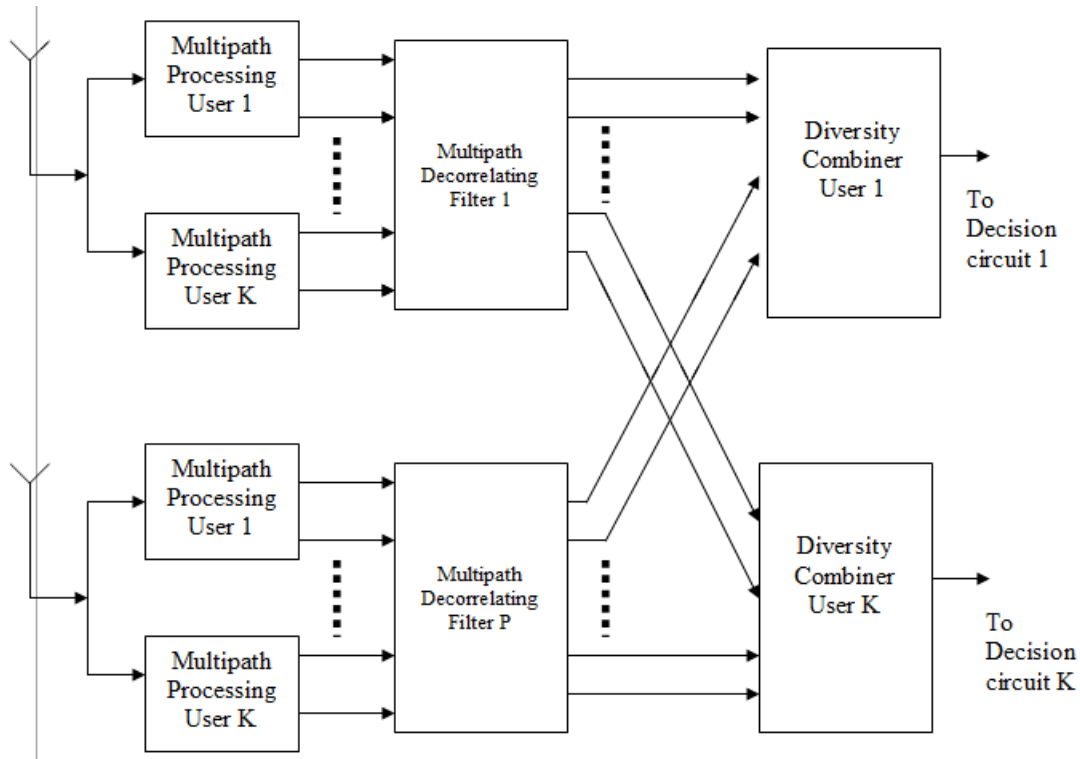 Multipath
Processing
User 1
Multipath
Processing
User K
Multipath
Decorrelating
Filter 1
Diversity
Combiner
User 1
To
Decision
circuit 1
Multipath
Processing
User 1
Multipath
Processing
User K
Multipath
Decorrelating
Filter P
Diversity
Combiner
User K
To
Decision
circuit K